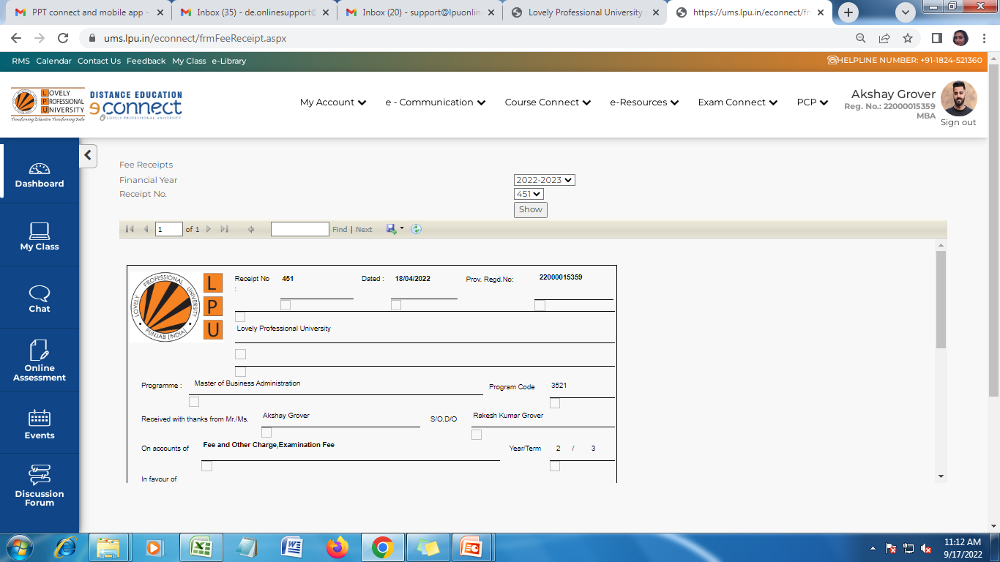 PPT connect and mobile app -
Inbox (35) - de.onlinesupport@
Inbox (20) - support@lpuonlin
Lovely Professional University
https://ums.lpu.in/econnect/fr
ums.lpu.in/econnect/frmFeeReceipt.aspx
RMS Calendar Contact Us Feedback My Class e-Library
HELPLINE NUMBER: +91-1824-521360
LOVELY
PROFESSIONAL
UNIVERSITY
Transforming Education Transforming India
DISTANCE EDUCATION
e connect
LOVELY PROFESSIONAL UNIVERSITY
My Account
e - Communication
Course Connect
e-Resources
Exam Connect
PCP
Akshay Grover
Reg. No.: 22000015359
MBA
Sign out
Dashboard
My Class
Chat
Online
Assessment
Events
Discussion
Forum
Fee Receipts
Financial Year 2022-2023
Receipt No. 451
Show
1 of 1 Find | Next
LOVELY PROFESSIONAL UNIVERSITY
PUNJAB (INDIA)
L
P
U
Receipt No : 451 Dated : 18/04/2022 Prov. Regd.No: 22000015359
Lovely Professional University
Programme : Master of Business Administration Program Code 3521
Received with thanks from Mr./Ms. Akshay Grover S/O,D/O Rakesh Kumar Grover
On accounts of Fee and Other Charge,Examination Fee Year/Term 2 / 3
In favour of
11:12 AM
9/17/2022